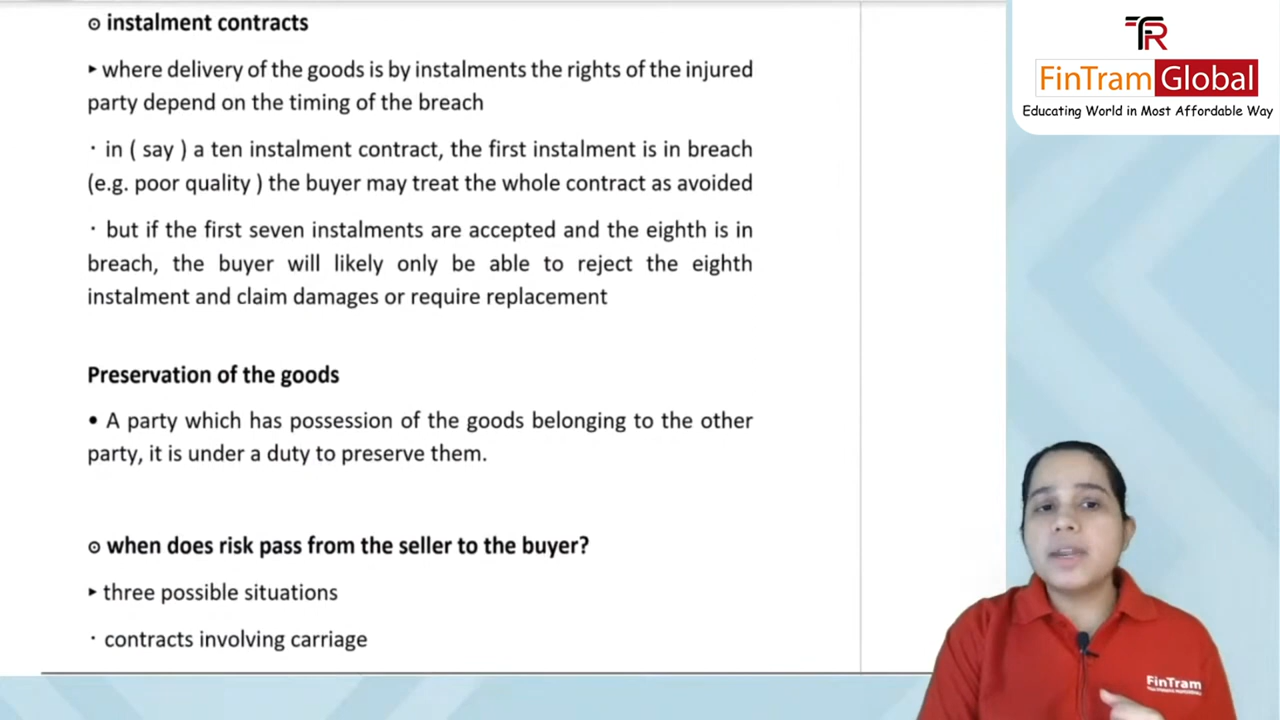 ⊙ instalment contracts
▸ where delivery of the goods is by instalments the rights of the injured
party depend on the timing of the breach
· in ( say ) a ten instalment contract, the first instalment is in breach
(e.g. poor quality ) the buyer may treat the whole contract as avoided
· but if the first seven instalments are accepted and the eighth is in
breach, the buyer will likely only be able to reject the eighth
instalment and claim damages or require replacement
Preservation of the goods
• A party which has possession of the goods belonging to the other
party, it is under a duty to preserve them.
⊙ when does risk pass from the seller to the buyer?
▸ three possible situations
· contracts involving carriage
TR
FinTram Global
Educating World in Most Affordable Way
FinTram